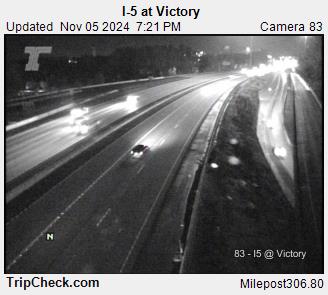 I-5 at Victory
Updated Nov 05 2024 7:21 PM Camera 83
T
N
83 - I5 @ Victory
TripCheck.com Milepost306.80